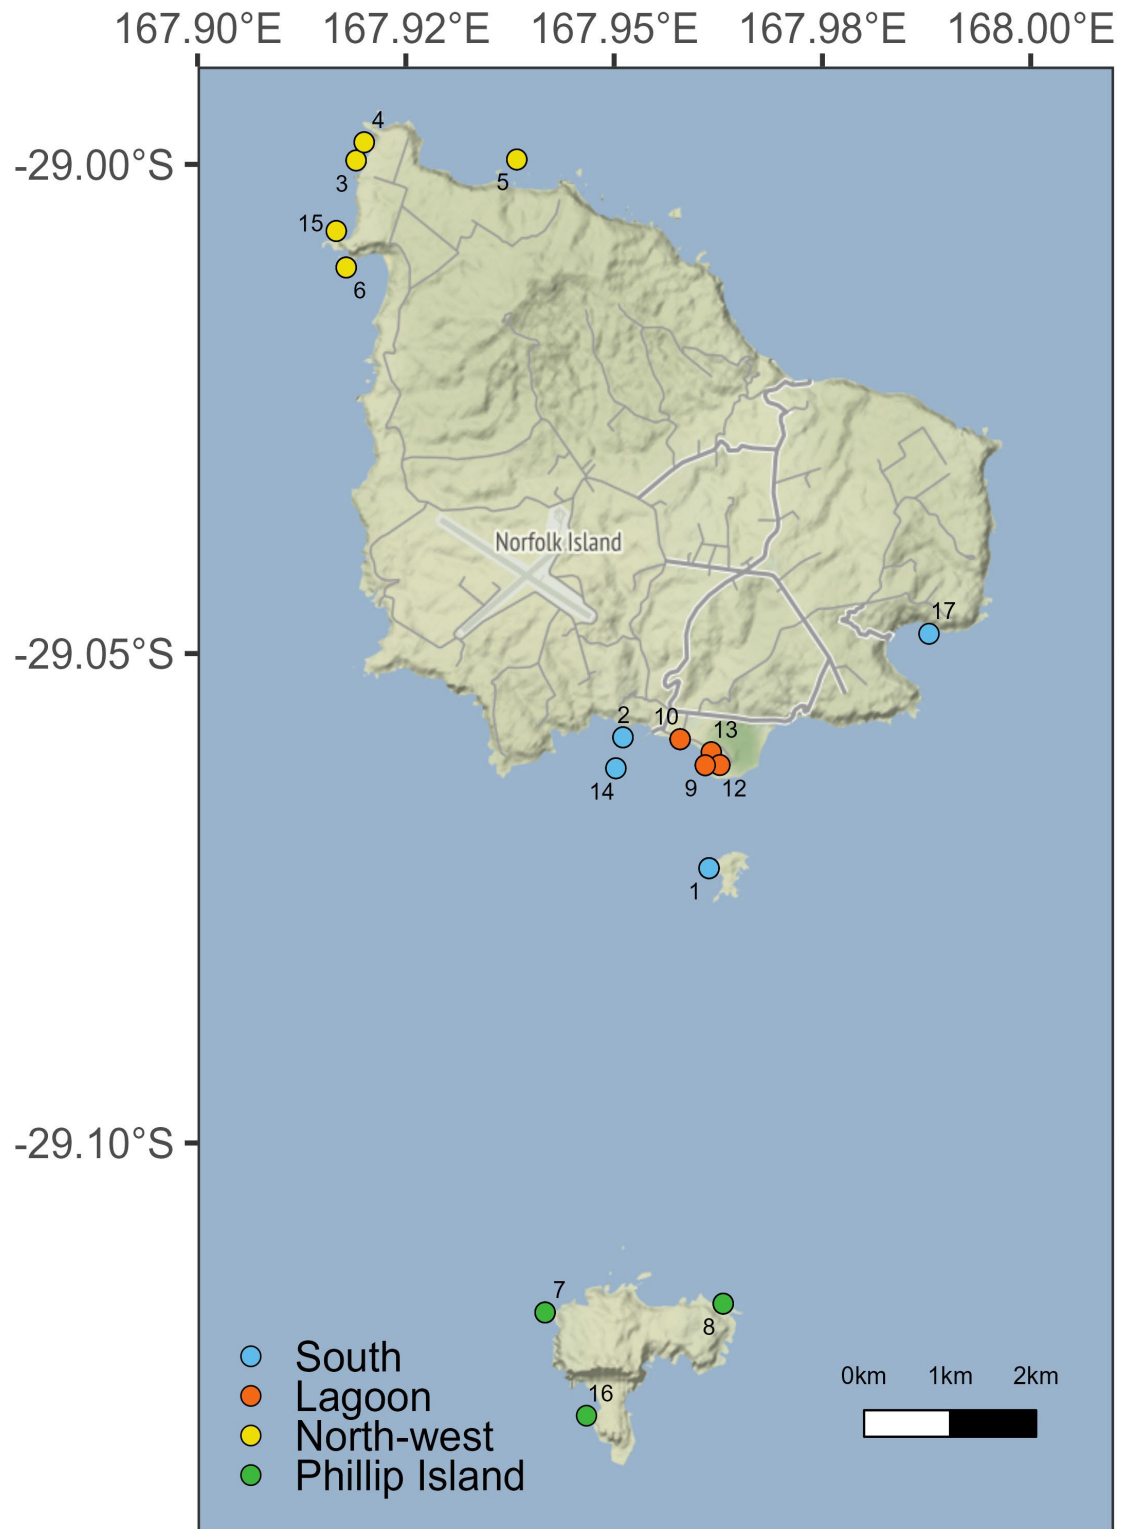 167.90°E 167.92°E 167.95°E 167.98°E 168.00°E
4
-29.00°S
3
5
15
6
Norfolk Island
17
-29.05°S
2
10
13
14
9
12
1
-29.10°S
7
8
16
South
Lagoon
North-west
Phillip Island
0km 1km 2km